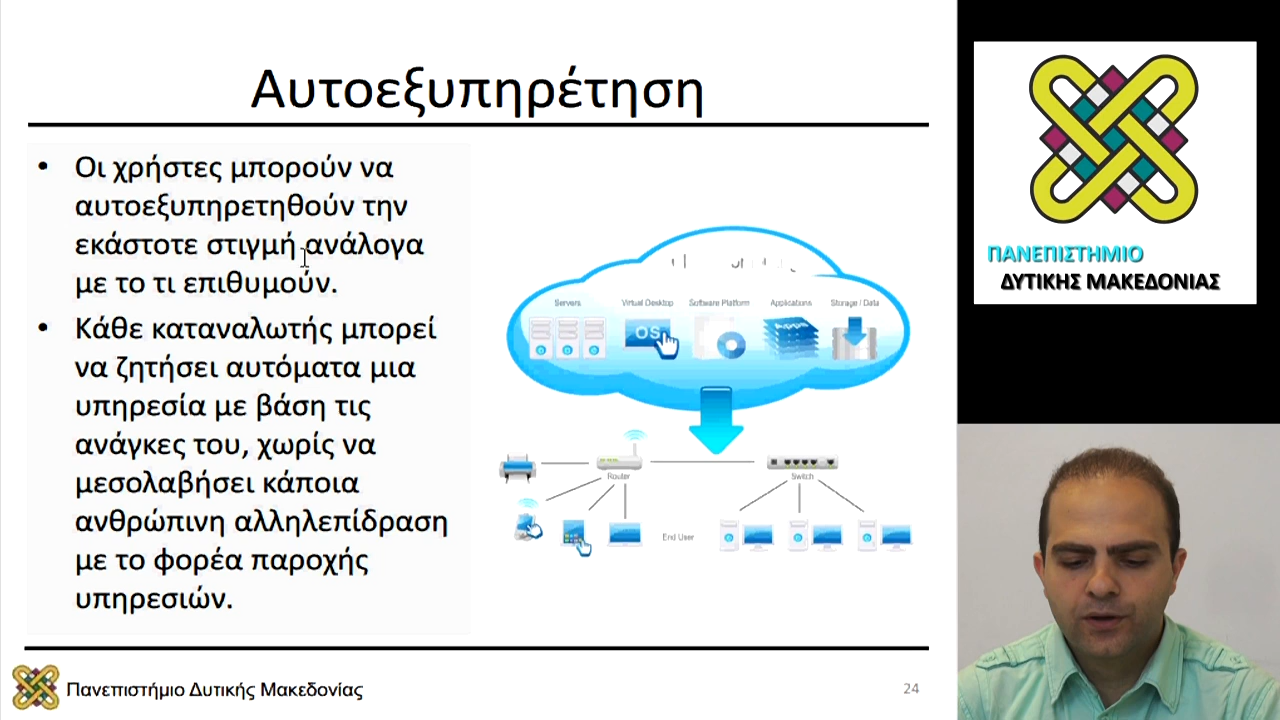 Αυτοεξυπηρέτηση
• Οι χρήστες μπορούν να
αυτοεξυπηρετηθούν την
εκάστοτε στιγμή ανάλογα
με το τι επιθυμούν.
• Κάθε καταναλωτής μπορεί
να ζητήσει αυτόματα μια
υπηρεσία με βάση τις
ανάγκες του, χωρίς να
μεσολαβήσει κάποια
ανθρώπινη αλληλεπίδραση
με το φορέα παροχής
υπηρεσιών.
Servers Virtual Desktop Software Platform Applications Storage / Data
OS
Router
Switch
End User
Πανεπιστήμιο Δυτικής Μακεδονίας
24
ΠΑΝΕΠΙΣΤΗΜΙΟ
ΔΥΤΙΚΗΣ ΜΑΚΕΔΟΝΙΑΣ